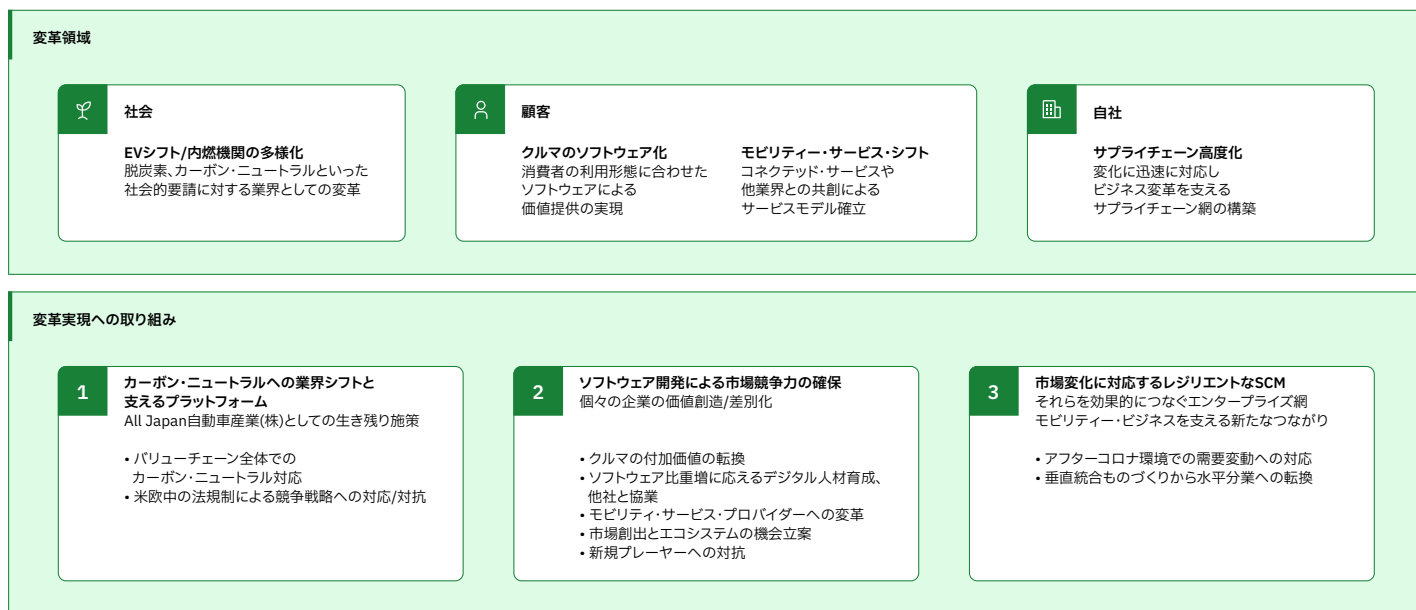 変革領域
社会
EVシフト/内燃機関の多様化
脱炭素、カーボン・ニュートラルといった
社会的要請に対する業界としての変革
顧客
クルマのソフトウェア化
消費者の利用形態に合わせた
ソフトウェアによる
価値提供の実現
モビリティー・サービス・シフト
コネクテッド・サービスや
他業界との共創による
サービスモデル確立
自社
サプライチェーン高度化
変化に迅速に対応し
ビジネス変革を支える
サプライチェーン網の構築
変革実現への取り組み
1
カーボン・ニュートラルへの業界シフトと
支えるプラットフォーム
All Japan自動車産業(株)としての生き残り施策
• バリューチェーン全体での
カーボン・ニュートラル対応
• 米欧中の法規制による競争戦略への対応/対抗
2
ソフトウェア開発による市場競争力の確保
個々の企業の価値創造/差別化
• クルマの付加価値の転換
• ソフトウェア比重増に応えるデジタル人材育成、
他社と協業
• モビリティ・サービス・プロバイダーへの変革
• 市場創出とエコシステムの機会立案
• 新規プレーヤーへの対抗
3
市場変化に対応するレジリエントなSCM
それらを効果的につなぐエンタープライズ網
モビリティー・ビジネスを支える新たなつながり
• アフターコロナ環境での需要変動への対応
• 垂直統合ものづくりから水平分業への転換